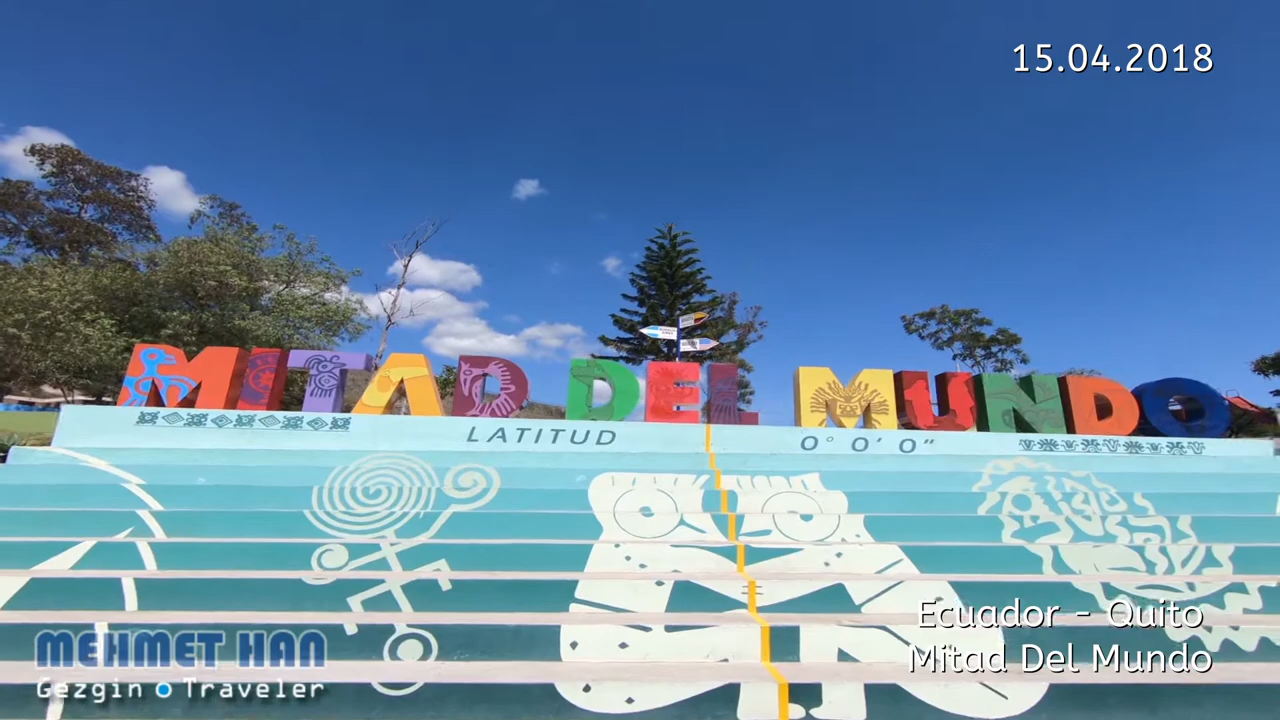 15.04.2018
MITAD DEL MUNDO
LATITUD 0° 0' 0"
Ecuador - Quito
Mitad Del Mundo
MEHMET HAN
Gezgin Traveler